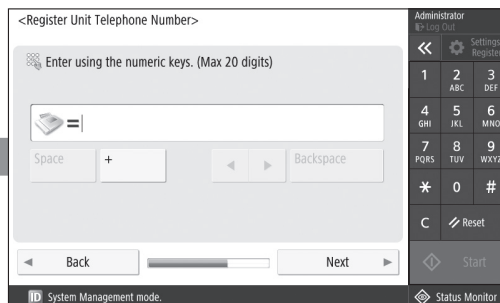 <Register Unit Telephone Number>
Enter using the numeric keys. (Max 20 digits)
=
Space + ◀ ▶ Backspace
◀ Back Next ▶
ID System Management mode.
Administrator
Log Out
Settings/
Register
1 2 3
ABC DEF
4 5 6
GHI JKL MNO
7 8 9
PQRS TUV WXYZ
* 0 #
C Reset
Start
Status Monitor